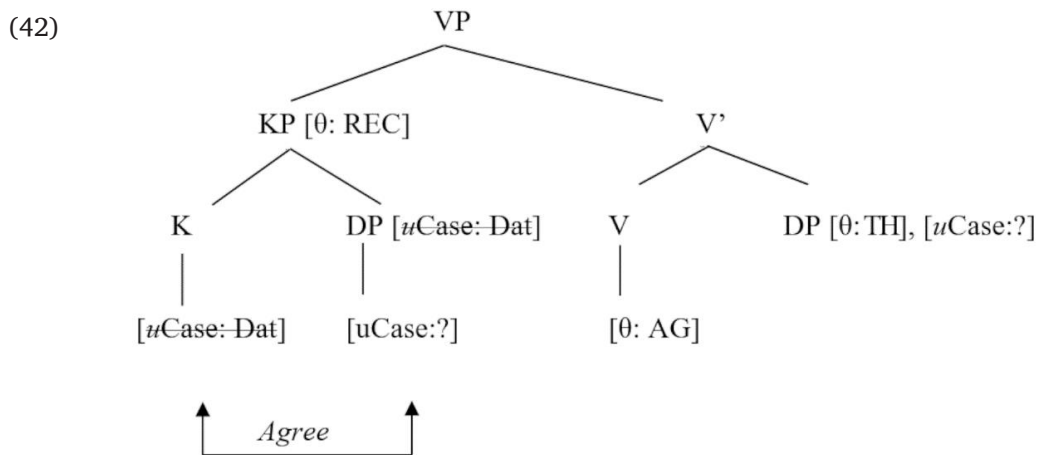 (42)
VP
KP [θ: REC] V’
K DP [uCase: Dat] V DP [θ: TH], [uCase:?]
[uCase: Dat] [uCase:?] [θ: AG]
Agree